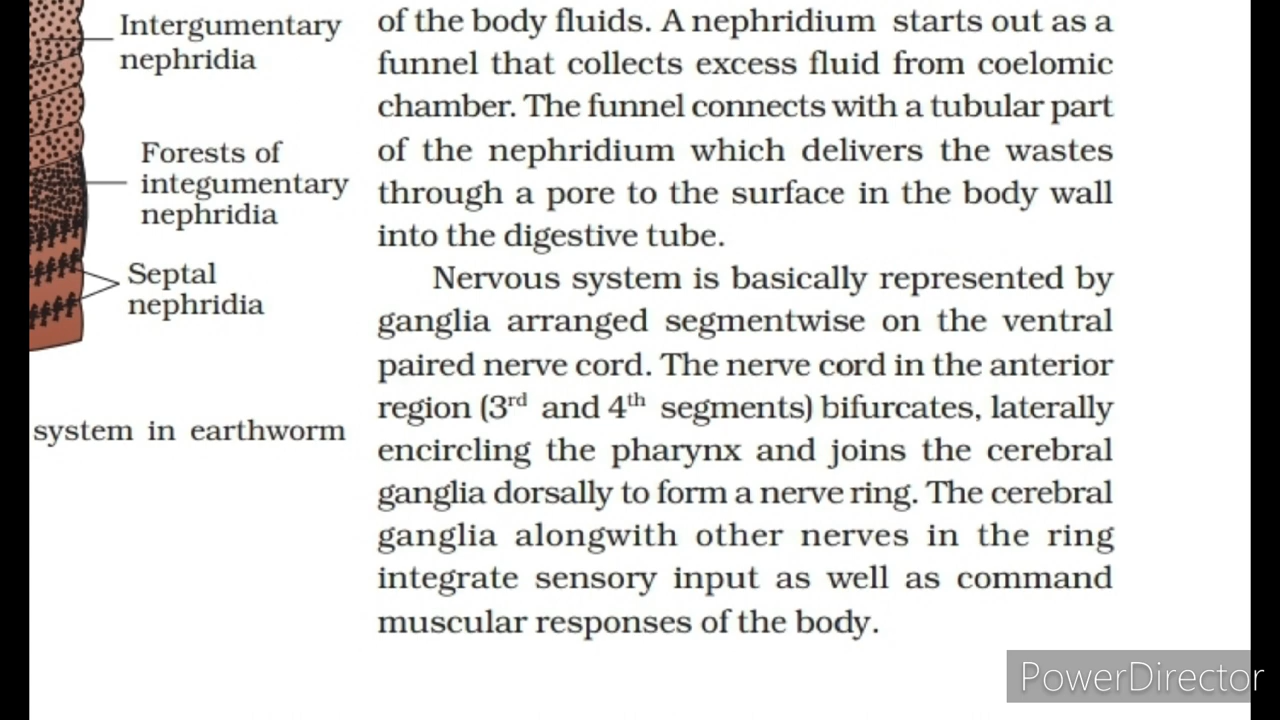 Intergumentary
nephridia
Forests of
integumentary
nephridia
Septal
nephridia
system in earthworm
of the body fluids. A nephridium starts out as a
funnel that collects excess fluid from coelomic
chamber. The funnel connects with a tubular part
of the nephridium which delivers the wastes
through a pore to the surface in the body wall
into the digestive tube.
Nervous system is basically represented by
ganglia arranged segmentwise on the ventral
paired nerve cord. The nerve cord in the anterior
region (3rd and 4th segments) bifurcates, laterally
encircling the pharynx and joins the cerebral
ganglia dorsally to form a nerve ring. The cerebral
ganglia alongwith other nerves in the ring
integrate sensory input as well as command
muscular responses of the body.
PowerDirector